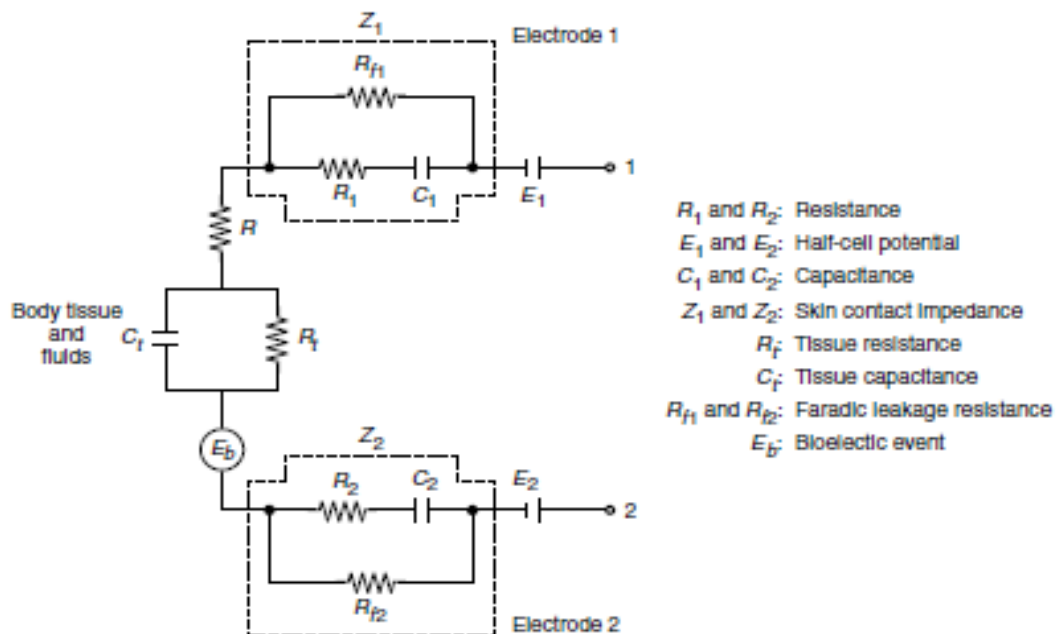 Z1
Electrode 1
Rf1
R1
C1
E1
1
R
Body tissue
and
fluids
Ct
Rt
Eb
Z2
R2
C2
E2
2
Rf2
Electrode 2
R1 and R2: Resistance
E1 and E2: Half-cell potential
C1 and C2: Capacitance
Z1 and Z2: Skin contact impedance
Rt: Tissue resistance
Ct: Tissue capacitance
Rf1 and Rf2: Faradic leakage resistance
Eb: Bioelectic event